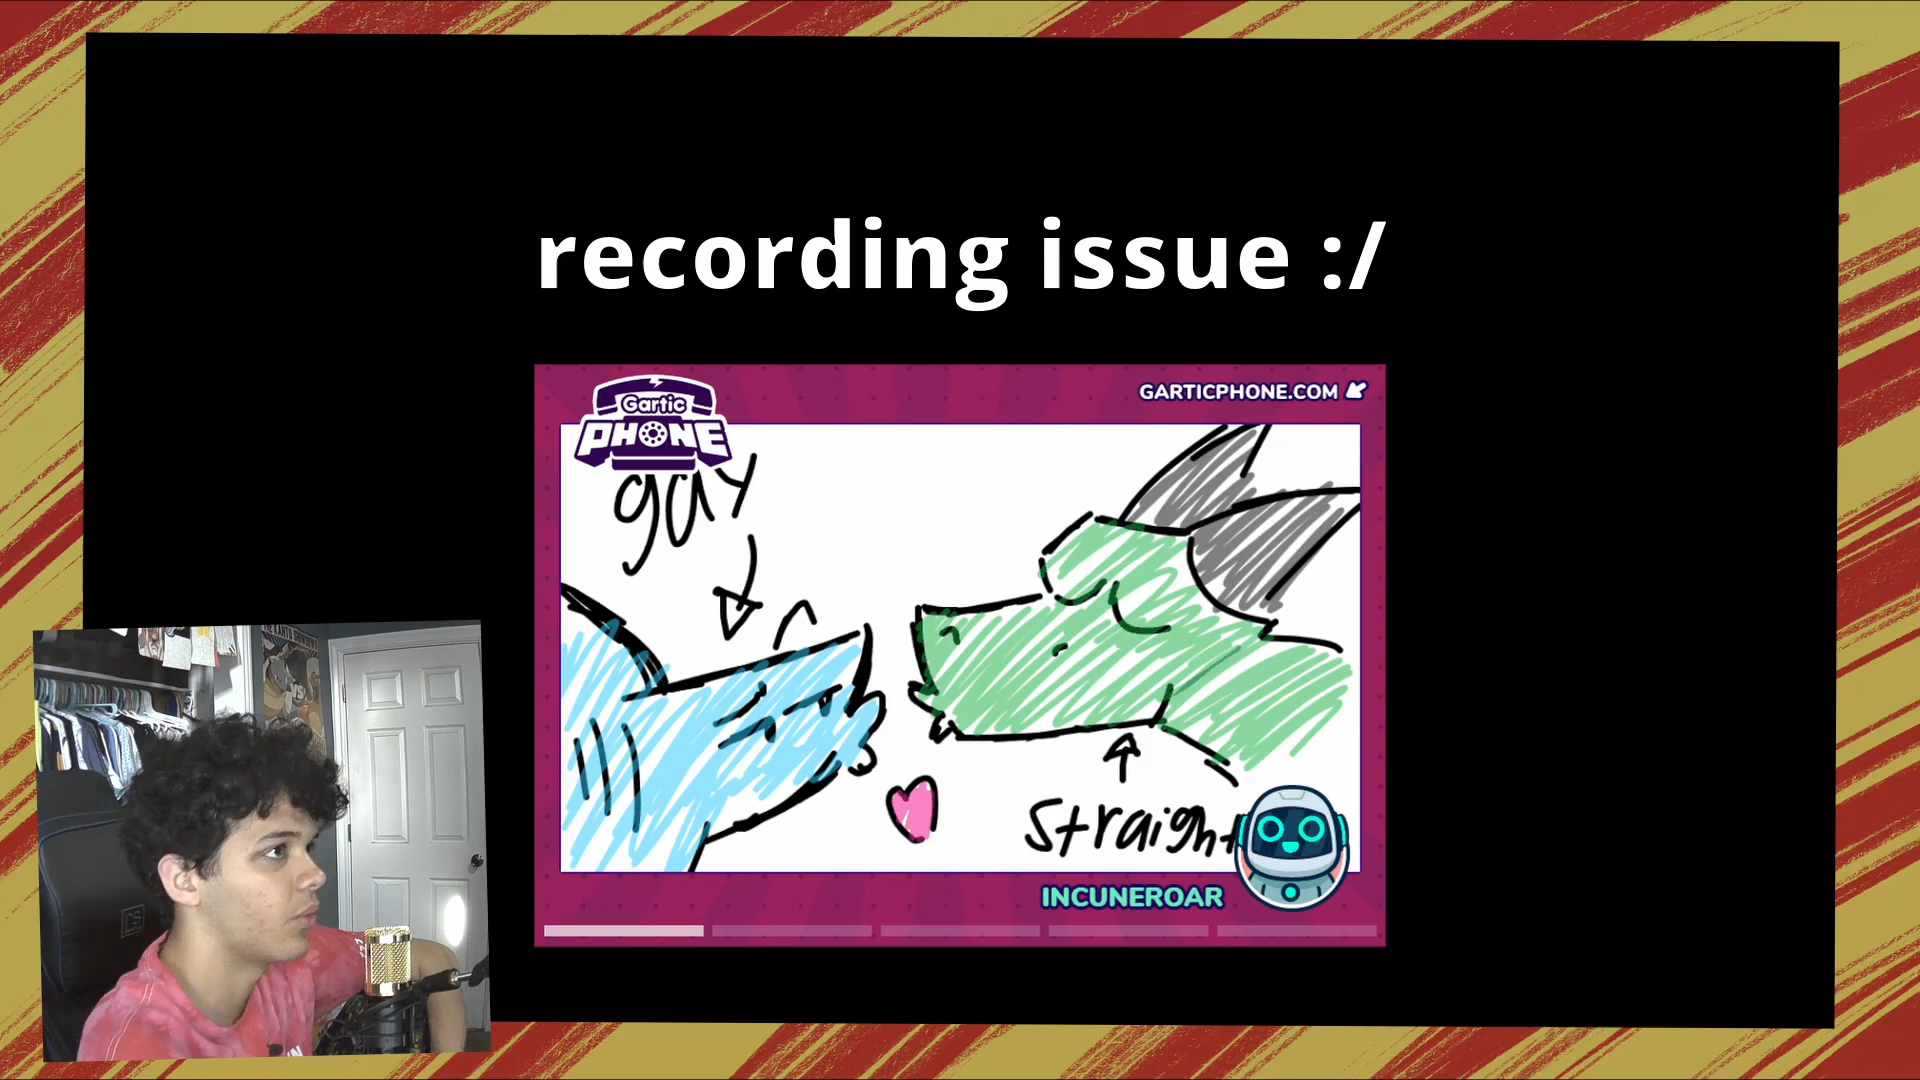 recording issue :/
Gartic
PHONE
GARTICPHONE.COM
gay
straight
INCUNEROAR